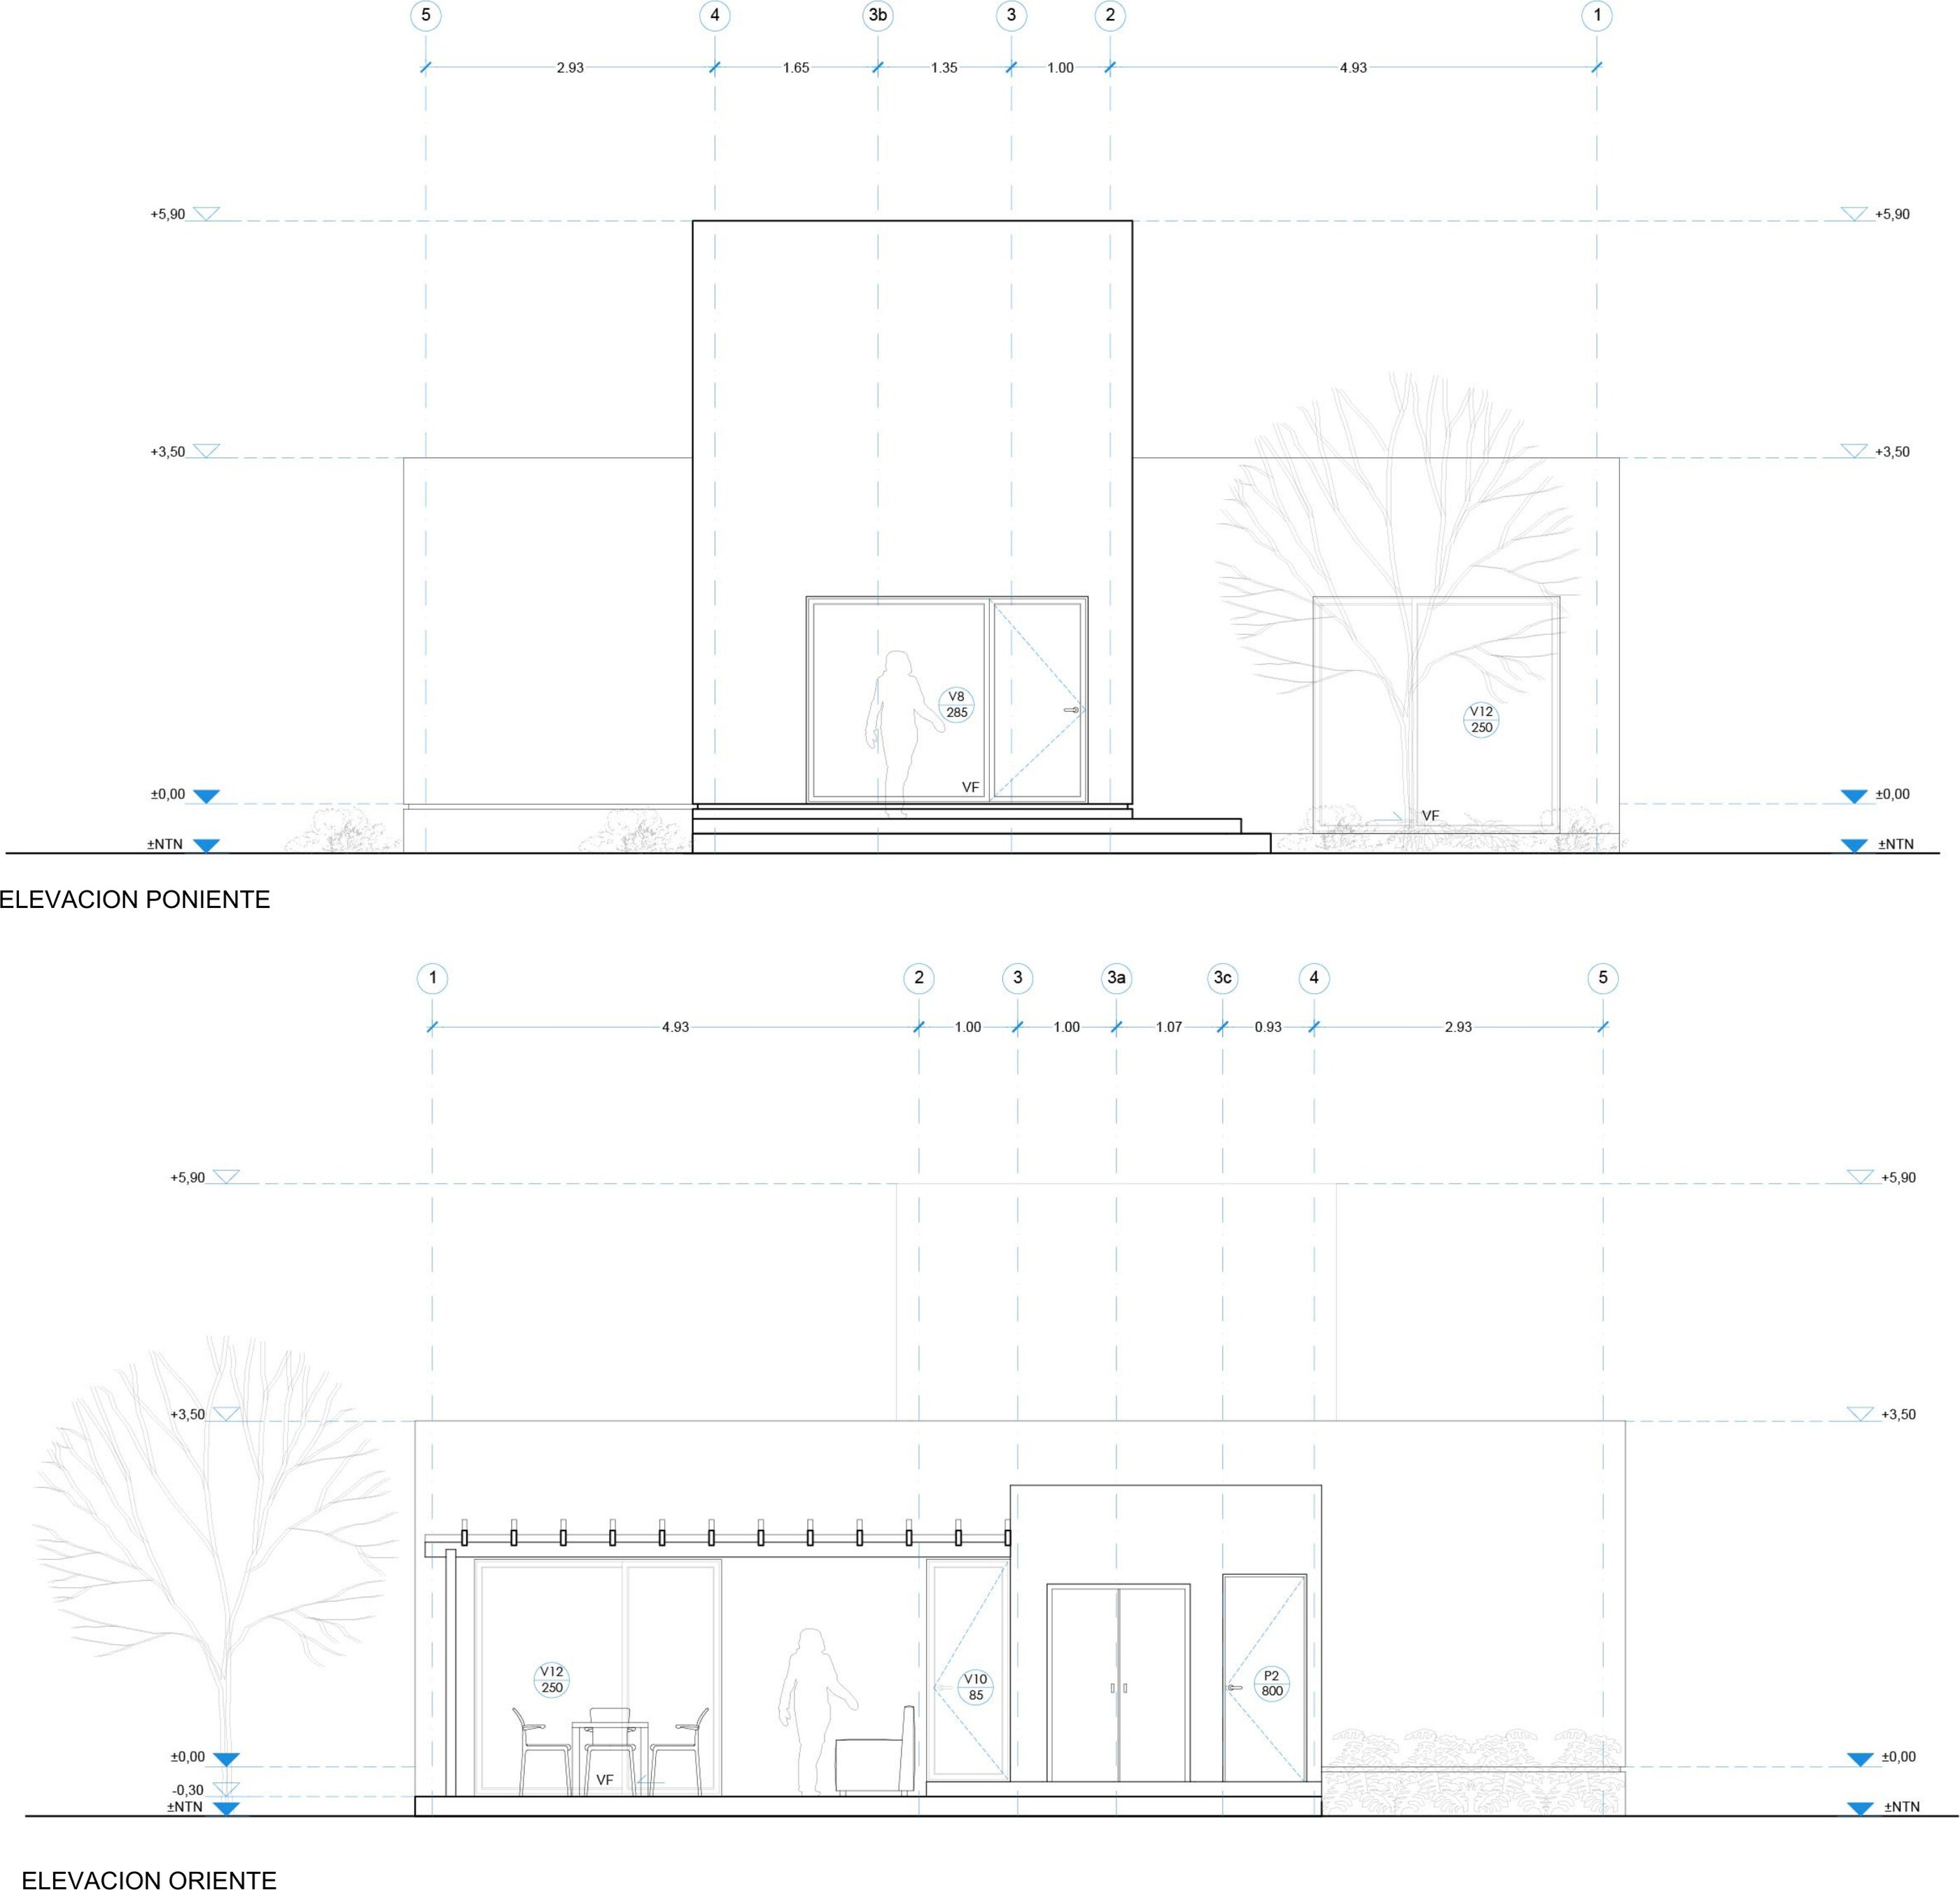 5 4 3b 3 2 1
2.93 1.65 1.35 1.00 4.93
+5,90 +5,90
+3,50 +3,50
V8
285
V12
250
VF
±0,00 ±0,00
VF
±NTN ±NTN
ELEVACION PONIENTE
1 2 3 3a 3c 4 5
4.93 1.00 1.00 1.07 0.93 2.93
+5,90 +5,90
+3,50 +3,50
V12
250
V10
85
P2
800
±0,00 ±0,00
VF
-0,30
±NTN ±NTN
ELEVACION ORIENTE